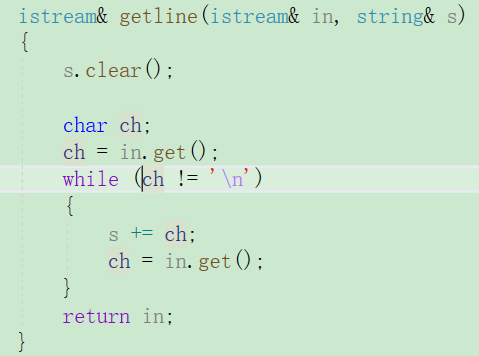 istream& getline(istream& in, string& s)
{
    s.clear();

    char ch;
    ch = in.get();
    while (ch != '\n')
    {
        s += ch;
        ch = in.get();
    }
    return in;
}